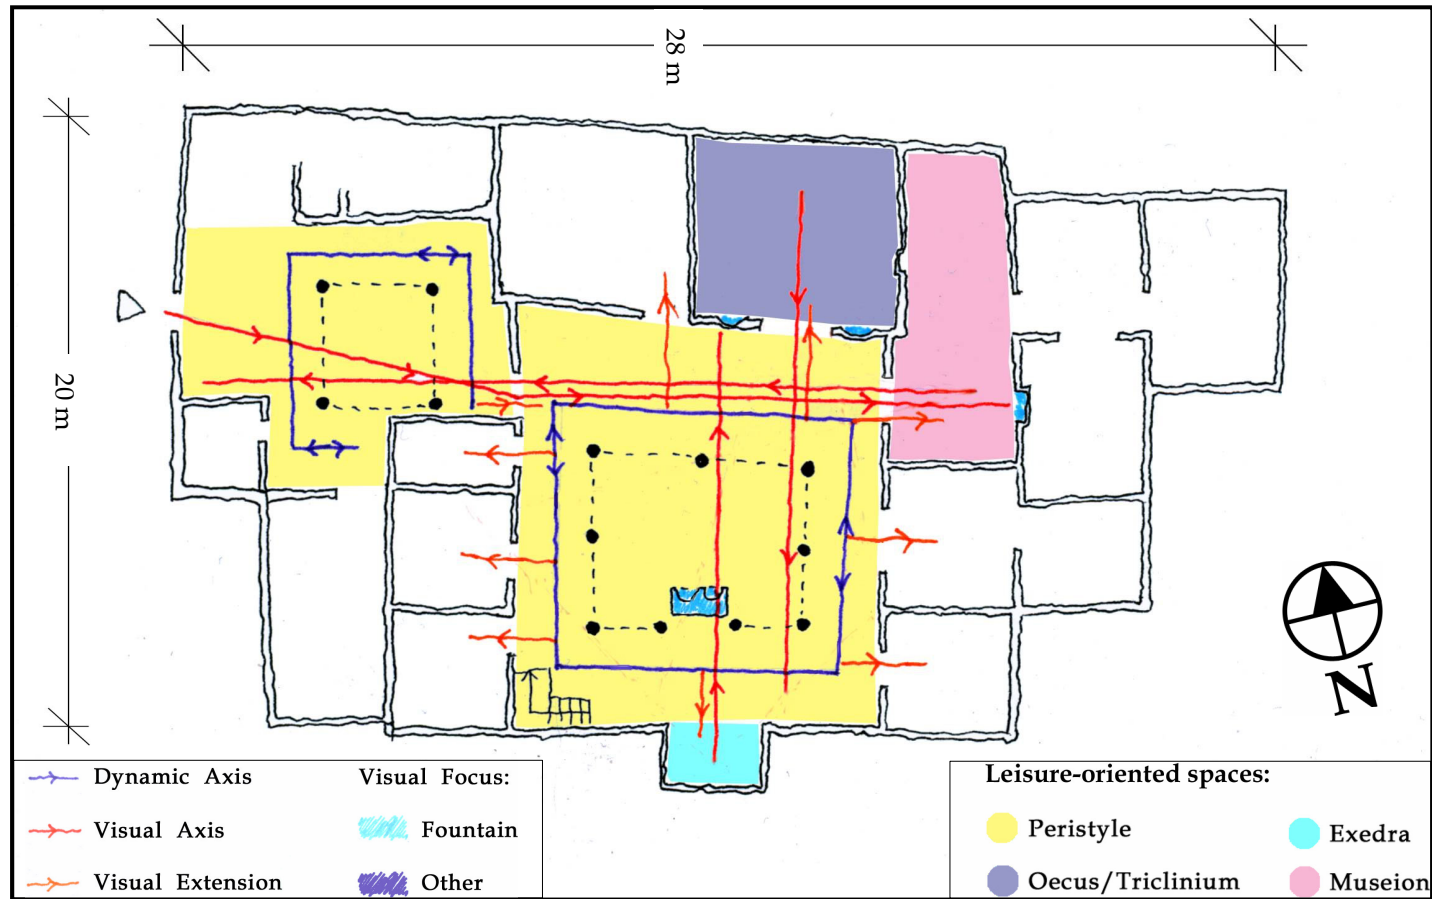 28 m
20 m
N
Dynamic Axis
Visual Axis
Visual Extension
Visual Focus:
Fountain
Other
Leisure-oriented spaces:
Peristyle
Oecus/Triclinium
Exedra
Museion